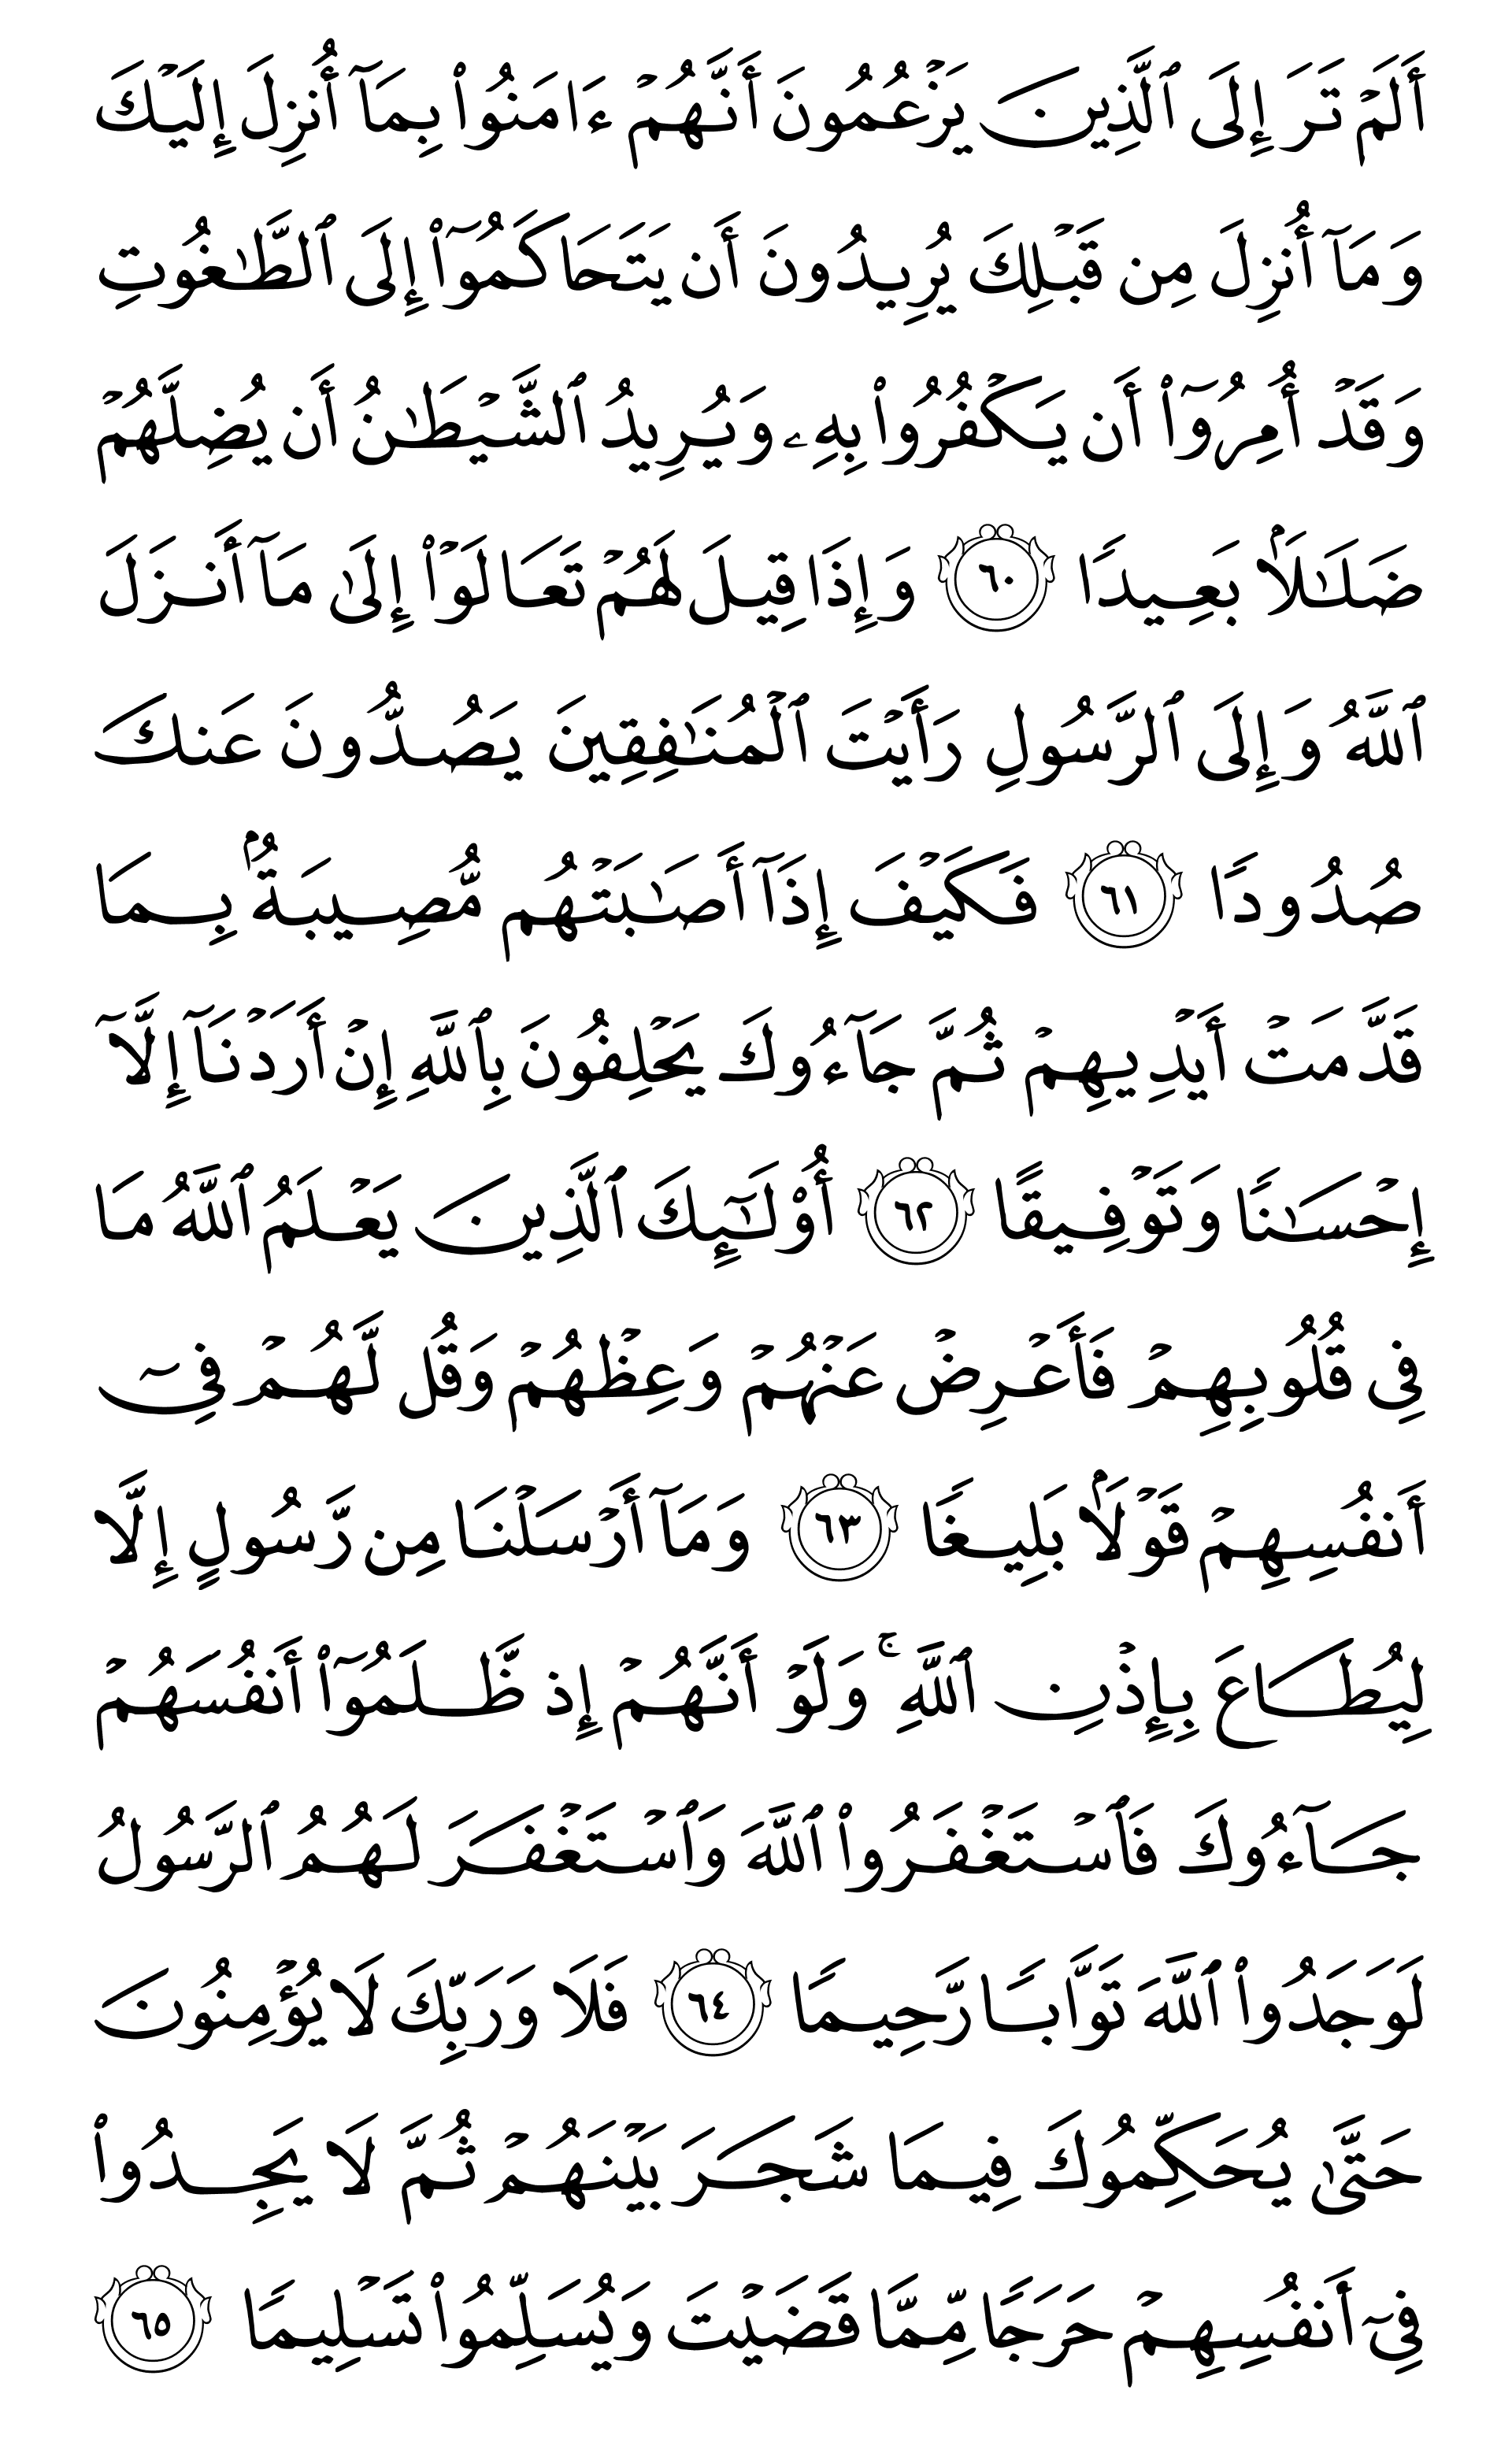 أَلَمْ تَرَ إِلَى ٱلَّذِينَ يَزْعُمُونَ أَنَّهُمْ ءَامَنُوا۟ بِمَآ أُنزِلَ إِلَيْكَ
وَمَآ أُنزِلَ مِن قَبْلِكَ يُرِيدُونَ أَن يَتَحَاكَمُوٓا۟ إِلَى ٱلطَّٰغُوتِ
وَقَدْ أُمِرُوٓا۟ أَن يَكْفُرُوا۟ بِهِۦ وَيُرِيدُ ٱلشَّيْطَٰنُ أَن يُضِلَّهُمْ
ضَلَٰلًۢا بَعِيدًا ٦٠ وَإِذَا قِيلَ لَهُمْ تَعَالَوْا۟ إِلَىٰ مَآ أَنزَلَ
ٱللَّهُ وَإِلَى ٱلرَّسُولِ رَأَيْتَ ٱلْمُنَٰفِقِينَ يَصُدُّونَ عَنكَ
صُدُودًا ٦١ فَكَيْفَ إِذَآ أَصَٰبَتْهُم مُّصِيبَةٌۢ بِمَا
قَدَّمَتْ أَيْدِيهِمْ ثُمَّ جَآءُوكَ يَحْلِفُونَ بِٱللَّهِ إِنْ أَرَدْنَآ إِلَّآ
إِحْسَٰنًا وَتَوْفِيقًا ٦٢ أُو۟لَٰٓئِكَ ٱلَّذِينَ يَعْلَمُ ٱللَّهُ مَا
فِى قُلُوبِهِمْ فَأَعْرِضْ عَنْهُمْ وَعِظْهُمْ وَقُل لَّهُمْ فِىٓ
أَنفُسِهِمْ قَوْلًۢا بَلِيغًا ٦٣ وَمَآ أَرْسَلْنَا مِن رَّسُولٍ إِلَّا
لِيُطَاعَ بِإِذْنِ ٱللَّهِ ۚ وَلَوْ أَنَّهُمْ إِذ ظَّلَمُوٓا۟ أَنفُسَهُمْ
جَآءُوكَ فَٱسْتَغْفَرُوا۟ ٱللَّهَ وَٱسْتَغْفَرَ لَهُمُ ٱلرَّسُولُ
لَوَجَدُوا۟ ٱللَّهَ تَوَّابًا رَّحِيمًا ٦٤ فَلَا وَرَبِّكَ لَا يُؤْمِنُونَ
حَتَّىٰ يُحَكِّمُوكَ فِيمَا شَجَرَ بَيْنَهُمْ ثُمَّ لَا يَجِدُوا۟
فِىٓ أَنفُسِهِمْ حَرَجًا مِّمَّا قَضَيْتَ وَيُسَلِّمُوا۟ تَسْلِيمًا ٦٥